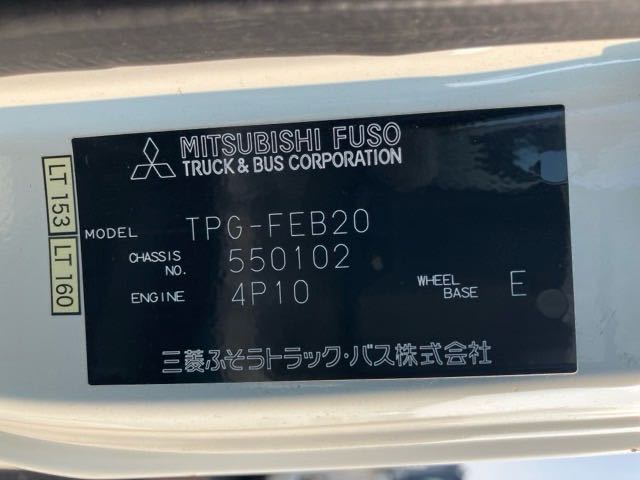 MITSUBISHI FUSO
TRUCK & BUS CORPORATION
LT 153
LT 160
MODEL TPG-FEB20
CHASSIS NO. 550102
ENGINE 4P10 WHEEL BASE E
三菱ふそうトラック・バス株式会社